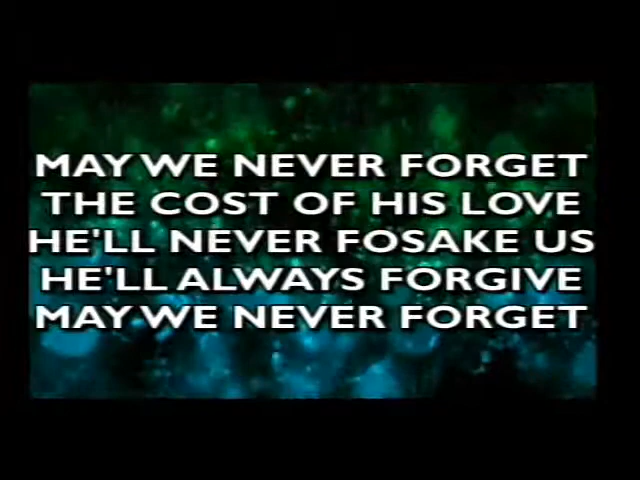 MAY WE NEVER FORGET
THE COST OF HIS LOVE
HE'LL NEVER FOSAKE US
HE'LL ALWAYS FORGIVE
MAY WE NEVER FORGET